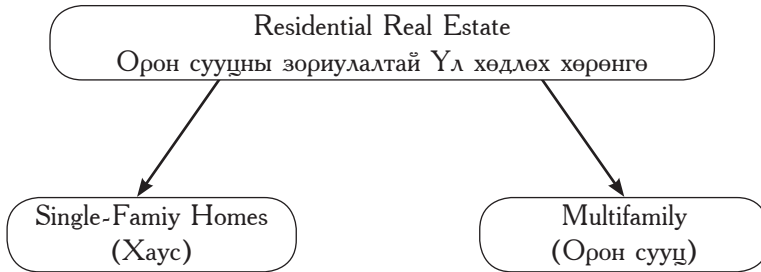 Residential Real Estate
Орон сууцны зориулалтай Үл хөдлөх хөрөнгө
Single-Famiy Homes
(Хаус)
Multifamily
(Орон сууц)